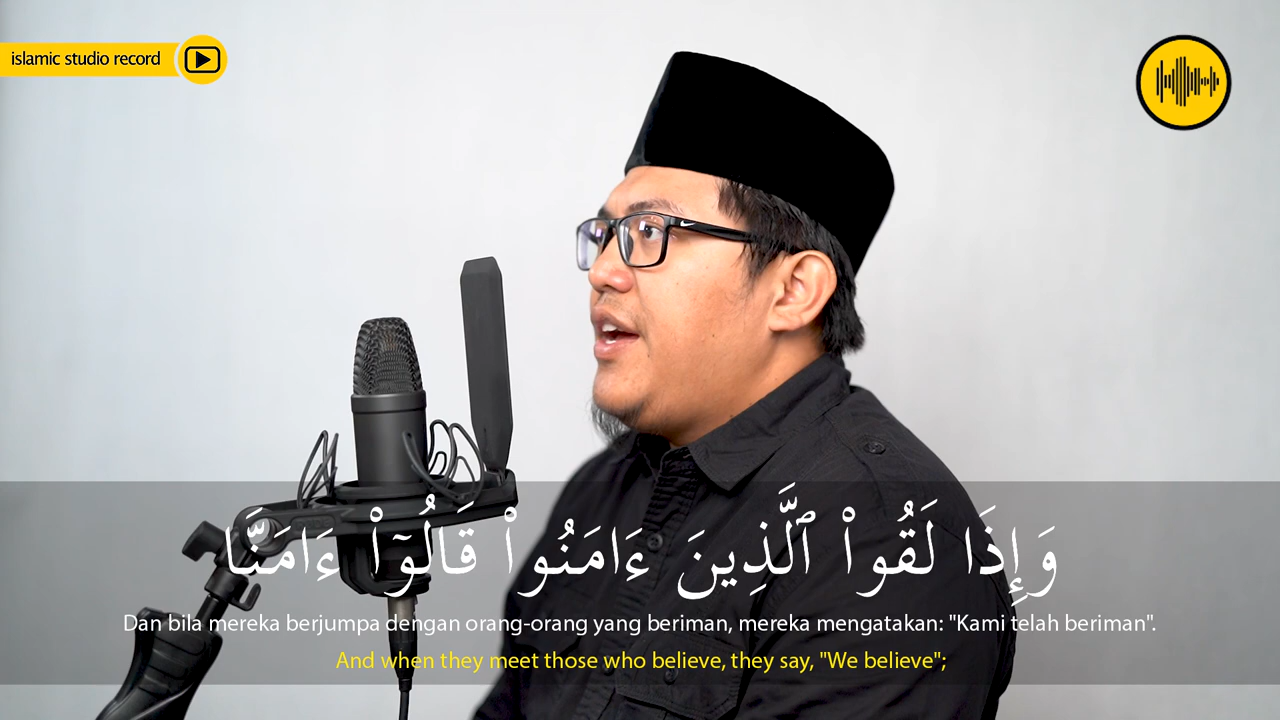 islamic studio record
وَإِذَا لَقُوا۟ ٱلَّذِينَ ءَامَنُوا۟ قَالُوٓا۟ ءَامَنَّا
Dan bila mereka berjumpa dengan orang-orang yang beriman, mereka mengatakan: "Kami telah beriman".
And when they meet those who believe, they say, "We believe";